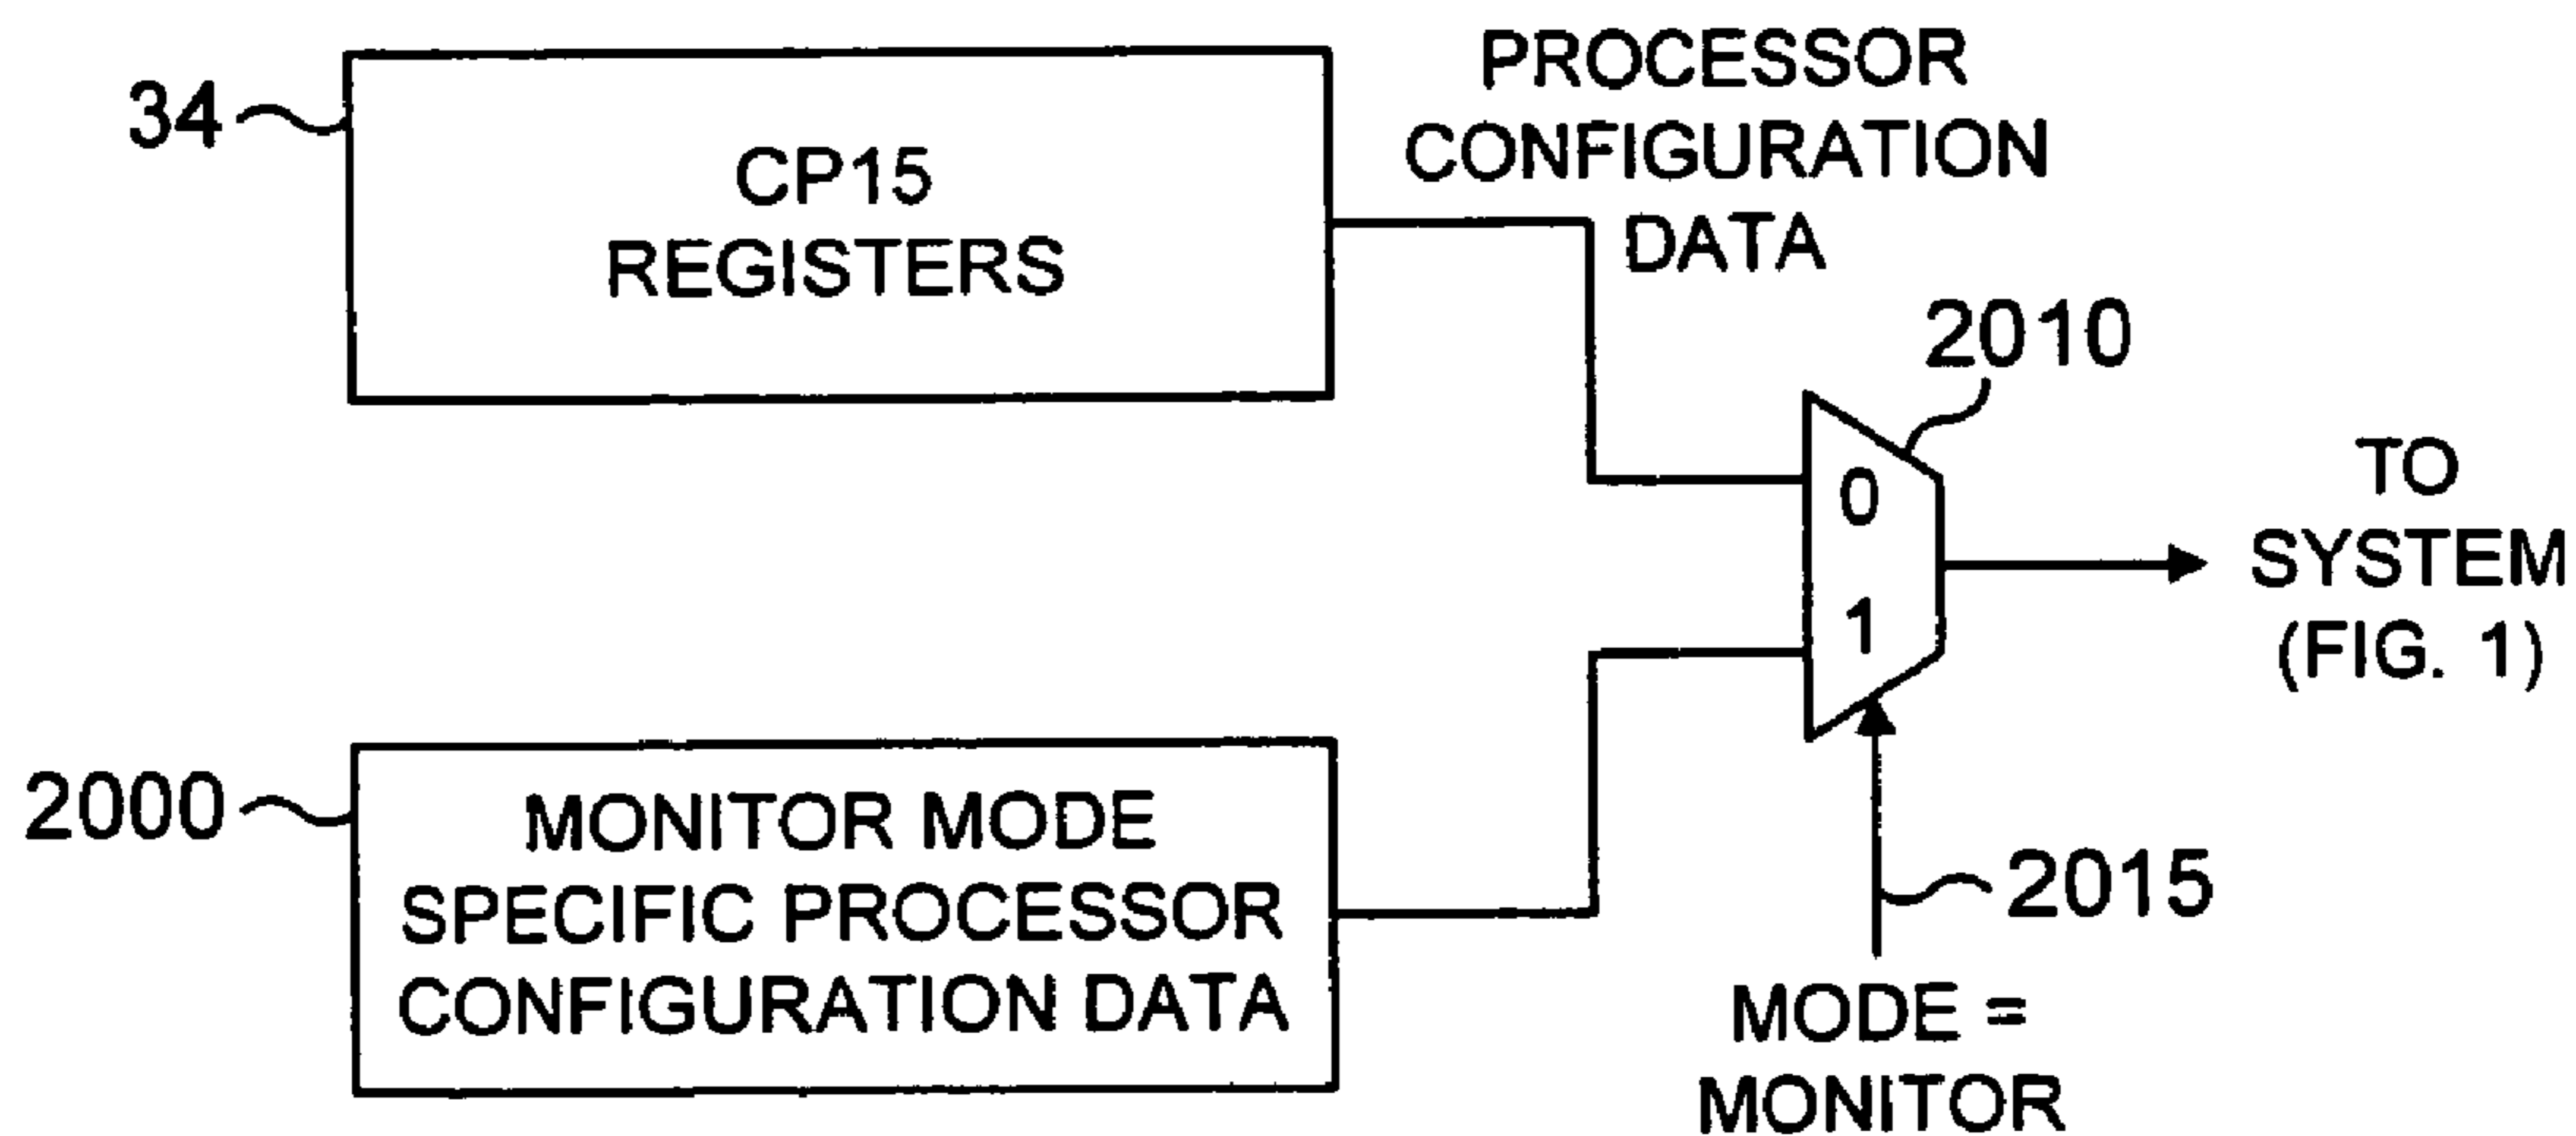 34
CP15
REGISTERS
PROCESSOR
CONFIGURATION
DATA
2010
0
1
TO
SYSTEM
(FIG. 1)
2000
MONITOR MODE
SPECIFIC PROCESSOR
CONFIGURATION DATA
2015
MODE =
MONITOR